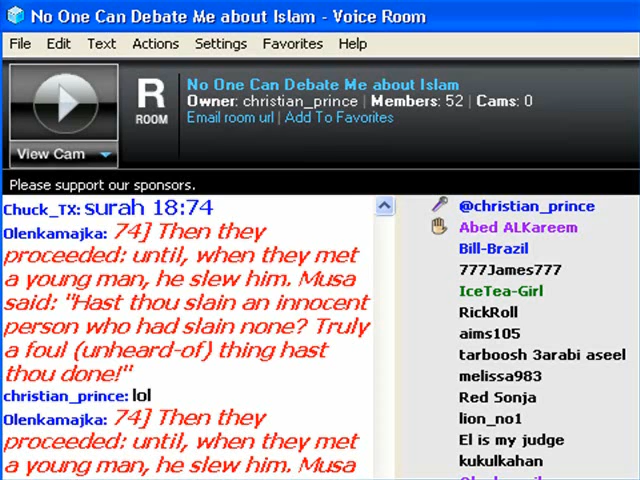 No One Can Debate Me about Islam - Voice Room
File Edit Text Actions Settings Favorites Help
No One Can Debate Me about Islam
R
ROOM
Owner: christian_prince | Members: 52 | Cams: 0
Email room url | Add To Favorites
View Cam
Please support our sponsors.
Chuck_TX: surah 18:74
Olenkamajka: 74] Then they
proceeded: until, when they met
a young man, he slew him. Musa
said: "Hast thou slain an innocent
person who had slain none? Truly
a foul (unheard-of) thing hast
thou done!"
christian_prince: lol
Olenkamajka: 74] Then they
proceeded: until, when they met
a young man, he slew him. Musa
@christian_prince
Abed ALKareem
Bill-Brazil
777James777
IceTea-Girl
RickRoll
aims105
tarboosh 3arabi aseel
melissa983
Red Sonja
lion_no1
El is my judge
kukulkahan